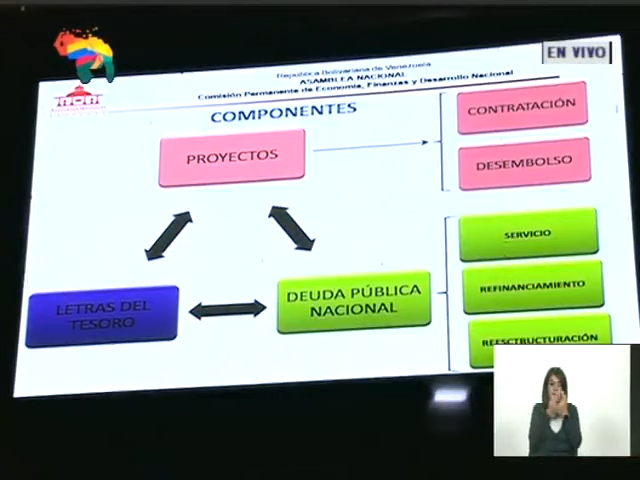 EN VIVO
República Bolivariana de Venezuela
ASAMBLEA NACIONAL
Comisión Permanente de Economía, Finanzas y Desarrollo Nacional
COMPONENTES
PROYECTOS
CONTRATACIÓN
DESEMBOLSO
LETRAS DEL
TESORO
DEUDA PÚBLICA
NACIONAL
SERVICIO
REFINANCIAMIENTO
REESCTRUCTURACIÓN